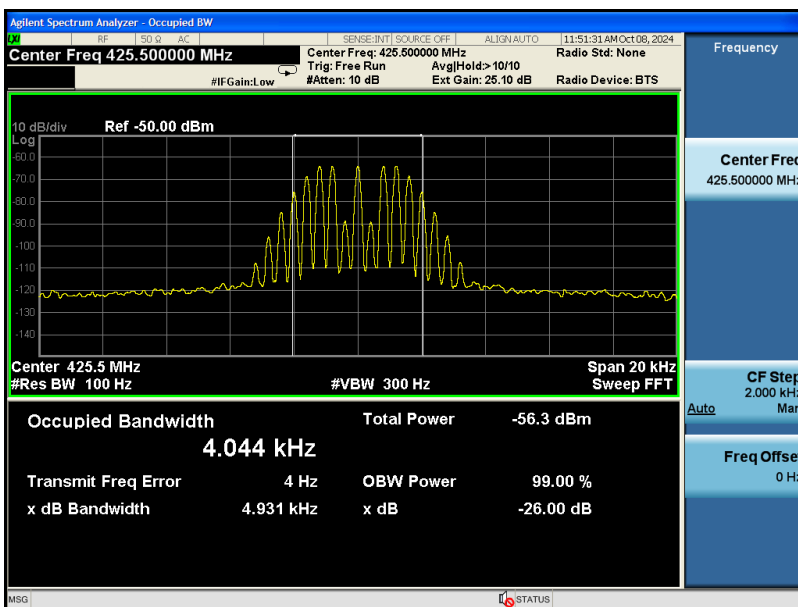 Agilent Spectrum Analyzer - Occupied BW
LXI RF 50 Ω AC SENSE:INT SOURCE OFF ALIGN AUTO 11:51:31 AM Oct 08, 2024
Center Freq 425.500000 MHz
Center Freq: 425.500000 MHz
Radio Std: None
Trig: Free Run Avg|Hold:> 10/10
#IFGain:Low #Atten: 10 dB Ext Gain: 25.10 dB Radio Device: BTS
10 dB/div Ref -50.00 dBm
Log
-60.0
-70.0
-80.0
-90.0
-100
-110
-120
-130
-140
Center 425.5 MHz Span 20 kHz
#Res BW 100 Hz #VBW 300 Hz Sweep FFT
Occupied Bandwidth
4.044 kHz
Total Power -56.3 dBm
Transmit Freq Error 4 Hz OBW Power 99.00 %
x dB Bandwidth 4.931 kHz x dB -26.00 dB
MSG STATUS
Frequency
Center Freq
425.500000 MHz
CF Step
2.000 kHz
Auto Man
Freq Offset
0 Hz